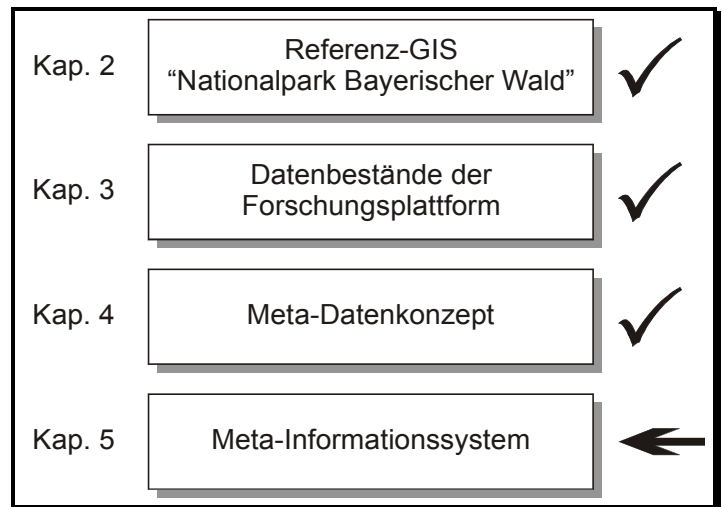 Kap. 2
Referenz-GIS
“Nationalpark Bayerischer Wald”
Kap. 3
Datenbestände der
Forschungsplattform
Kap. 4
Meta-Datenkonzept
Kap. 5
Meta-Informationssystem